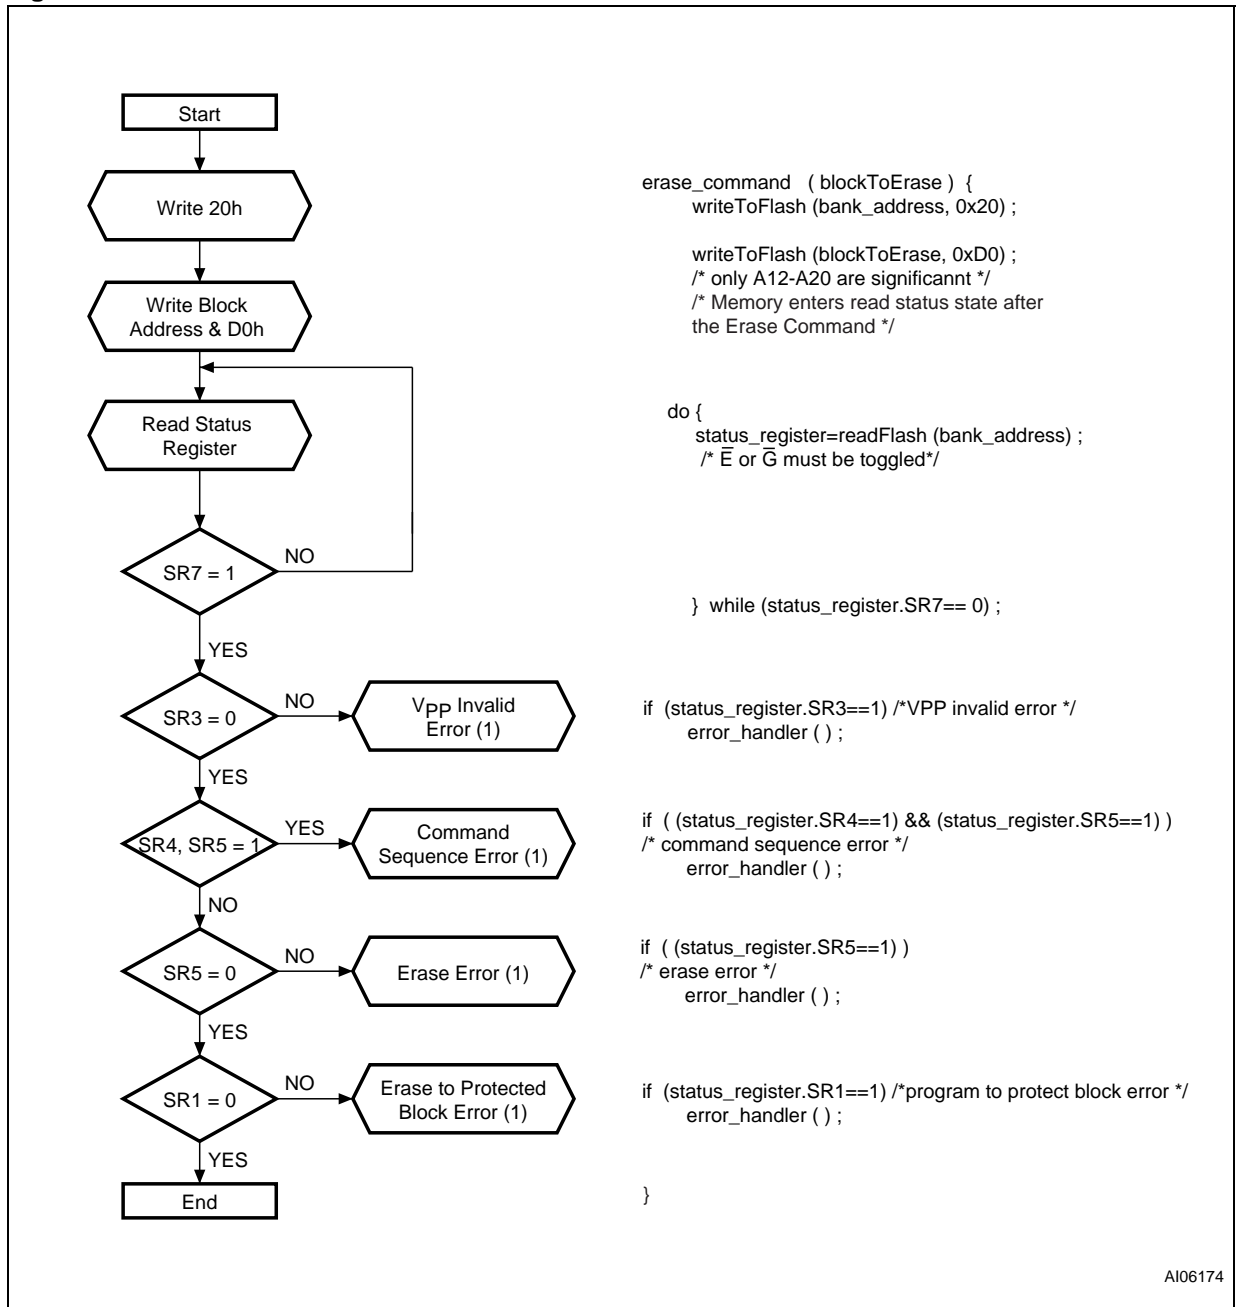 Start
Write 20h
Write Block
Address & D0h
Read Status
Register
SR7 = 1
NO
YES
SR3 = 0
NO
VPP Invalid
Error (1)
YES
SR4, SR5 = 1
YES
Command
Sequence Error (1)
NO
SR5 = 0
NO
Erase Error (1)
YES
SR1 = 0
NO
Erase to Protected
Block Error (1)
YES
End
erase_command ( blockToErase ) {
writeToFlash (bank_address, 0x20) ;
writeToFlash (blockToErase, 0xD0) ;
/* only A12-A20 are significannt */
/* Memory enters read status state after
the Erase Command */
do {
status_register=readFlash (bank_address) ;
/* E̅ or G̅ must be toggled*/
} while (status_register.SR7== 0) ;
if (status_register.SR3==1) /*VPP invalid error */
error_handler ( ) ;
if ( (status_register.SR4==1) && (status_register.SR5==1) )
/* command sequence error */
error_handler ( ) ;
if ( (status_register.SR5==1) )
/* erase error */
error_handler ( ) ;
if (status_register.SR1==1) /*program to protect block error */
error_handler ( ) ;
}
AI06174